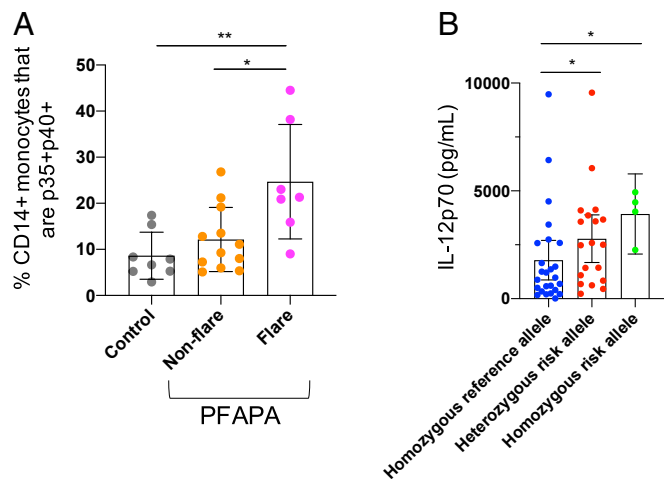 A
**
*
% CD14+ monocytes that
are p35+p40+
50
40
30
20
10
0
Control
Non-flare
Flare
PFAPA
B
*
*
IL-12p70 (pg/mL)
10000
5000
0
Homozygous reference allele
Heterozygous risk allele
Homozygous risk allele